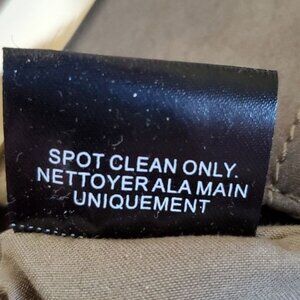 SPOT CLEAN ONLY.
NETTOYER ALA MAIN
UNIQUEMENT